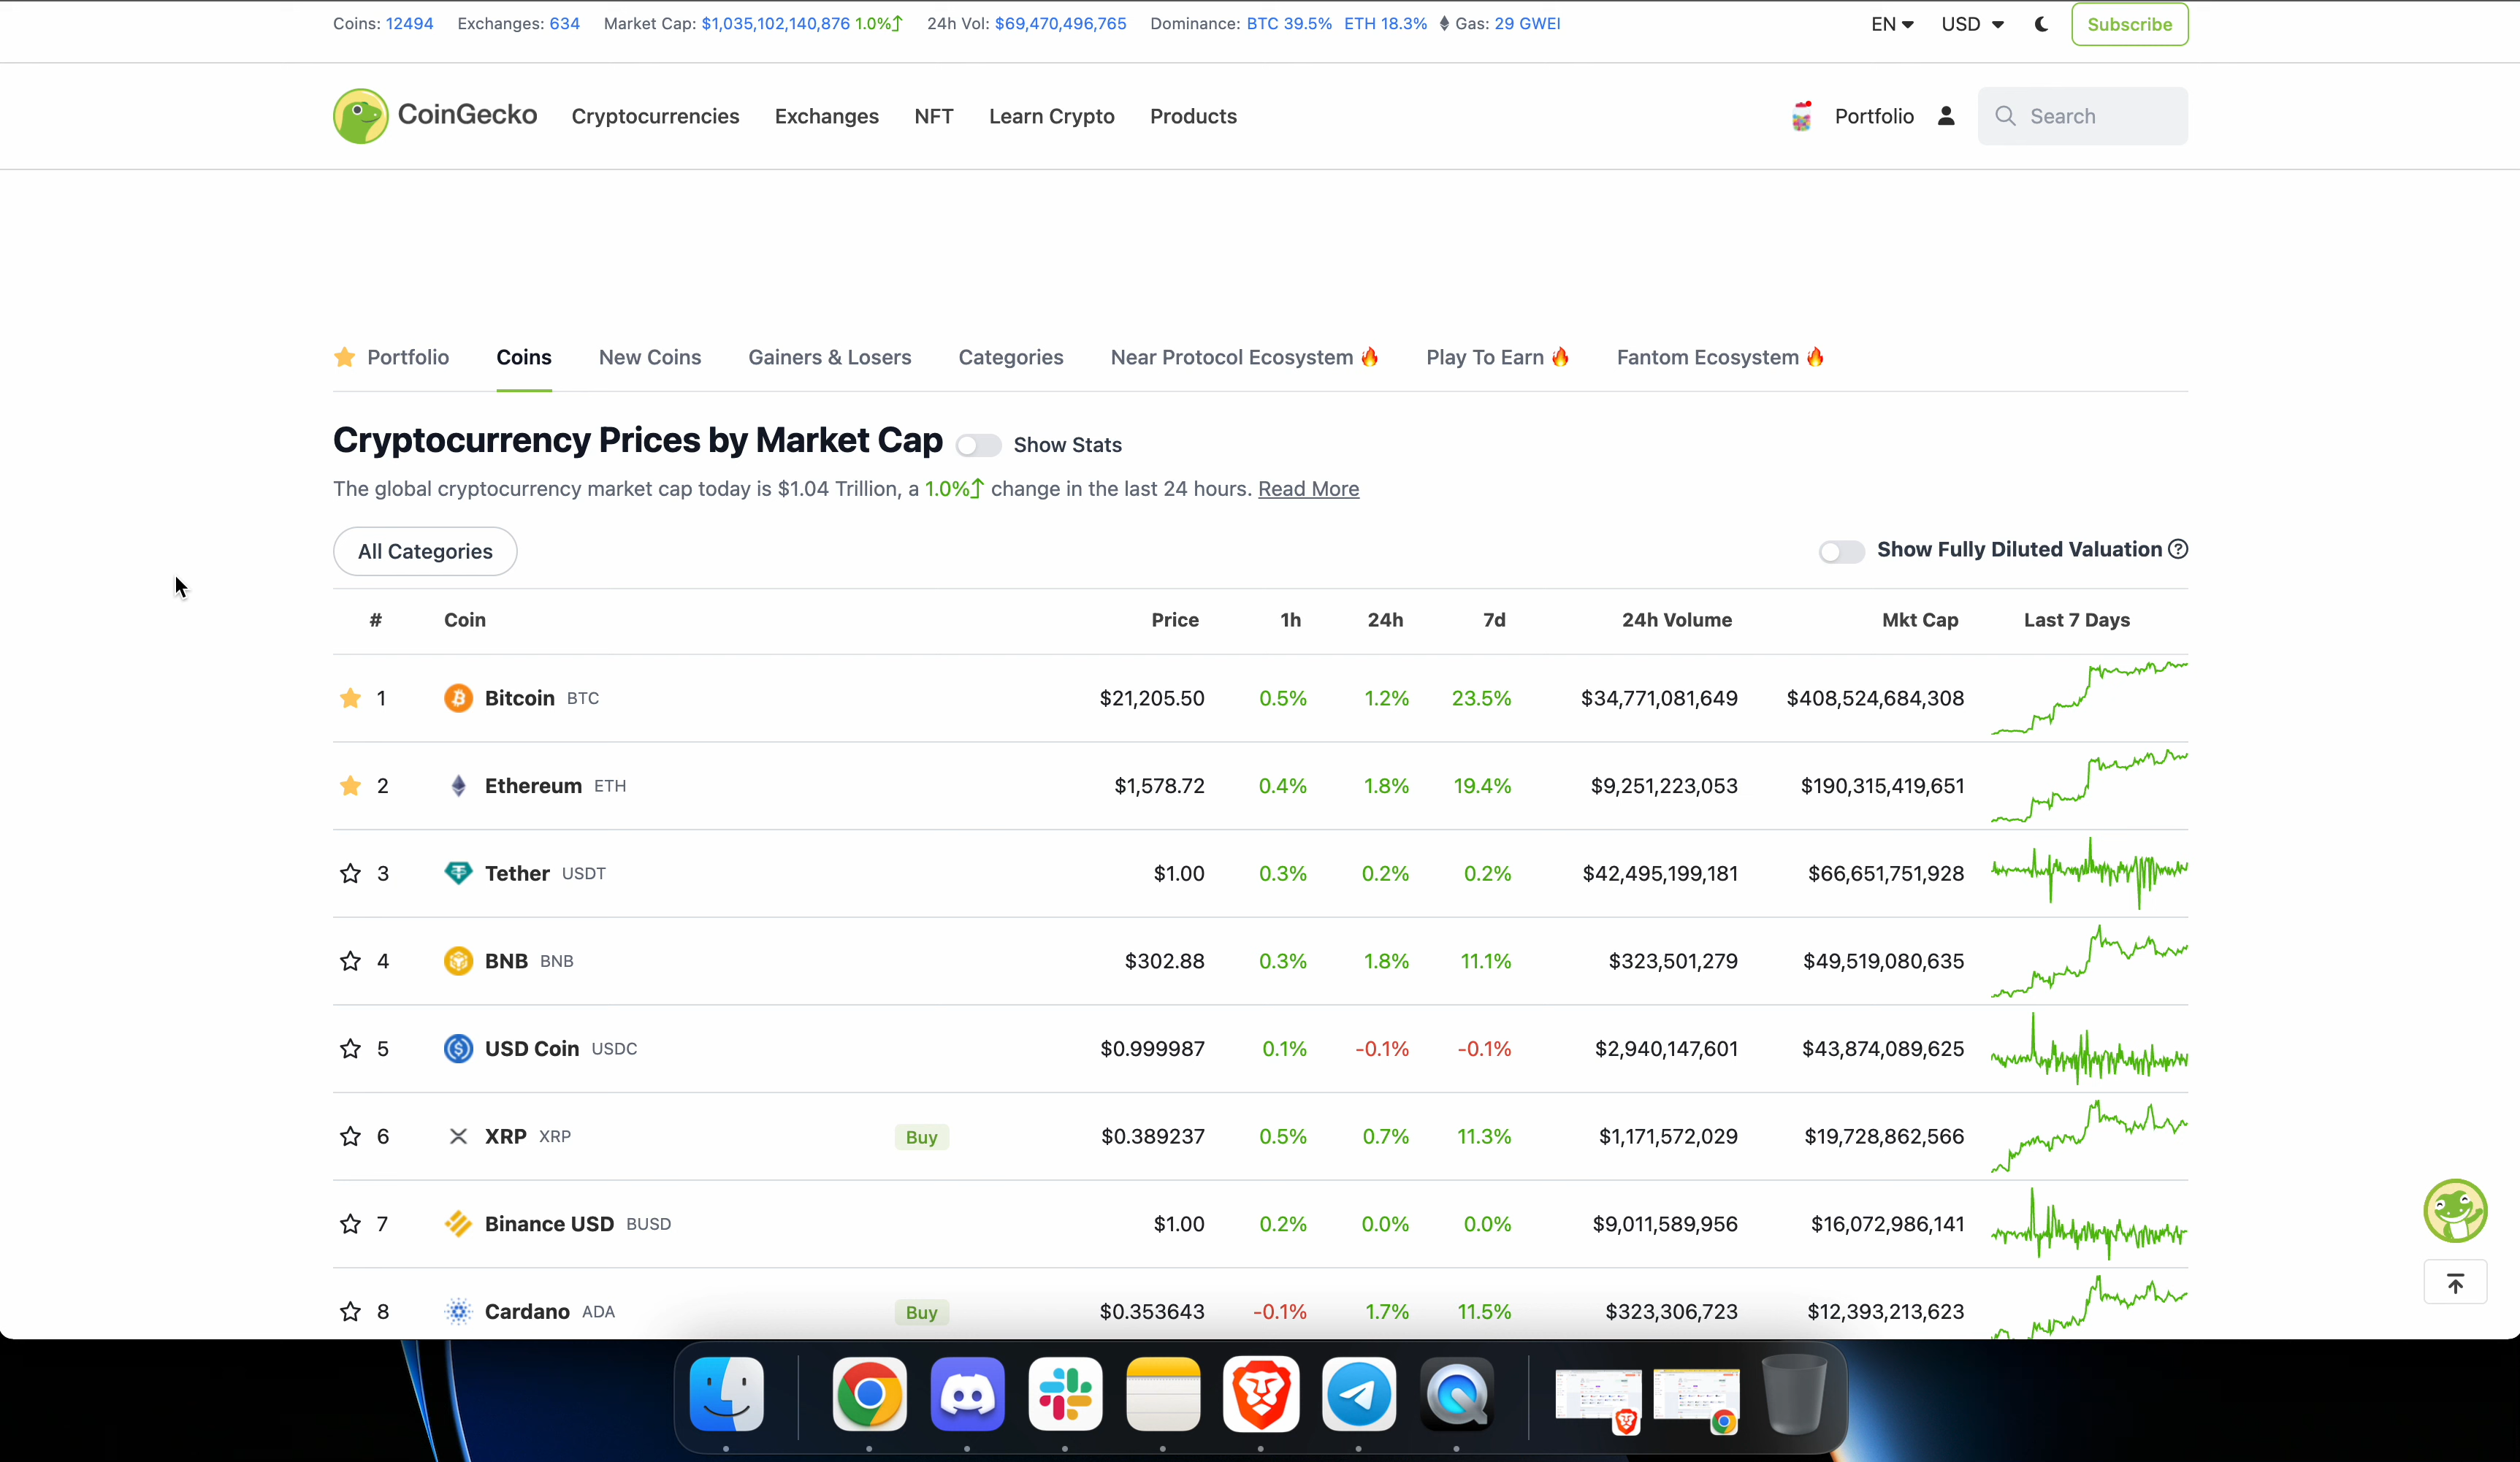 Coins: 12494 Exchanges: 634 Market Cap: $1,035,102,140,876 1.0% 24h Vol: $69,470,496,765 Dominance: BTC 39.5% ETH 18.3% Gas: 29 GWEI EN USD Subscribe
CoinGecko Cryptocurrencies Exchanges NFT Learn Crypto Products Portfolio Search
Portfolio Coins New Coins Gainers & Losers Categories Near Protocol Ecosystem Play To Earn Fantom Ecosystem
Cryptocurrency Prices by Market Cap Show Stats
The global cryptocurrency market cap today is $1.04 Trillion, a 1.0% change in the last 24 hours. Read More
All Categories Show Fully Diluted Valuation
# Coin Price 1h 24h 7d 24h Volume Mkt Cap Last 7 Days
1 Bitcoin BTC $21,205.50 0.5% 1.2% 23.5% $34,771,081,649 $408,524,684,308
2 Ethereum ETH $1,578.72 0.4% 1.8% 19.4% $9,251,223,053 $190,315,419,651
3 Tether USDT $1.00 0.3% 0.2% 0.2% $42,495,199,181 $66,651,751,928
4 BNB BNB $302.88 0.3% 1.8% 11.1% $323,501,279 $49,519,080,635
5 USD Coin USDC $0.999987 0.1% -0.1% -0.1% $2,940,147,601 $43,874,089,625
6 XRP XRP Buy $0.389237 0.5% 0.7% 11.3% $1,171,572,029 $19,728,862,566
7 Binance USD BUSD $1.00 0.2% 0.0% 0.0% $9,011,589,956 $16,072,986,141
8 Cardano ADA Buy $0.353643 -0.1% 1.7% 11.5% $323,306,723 $12,393,213,623